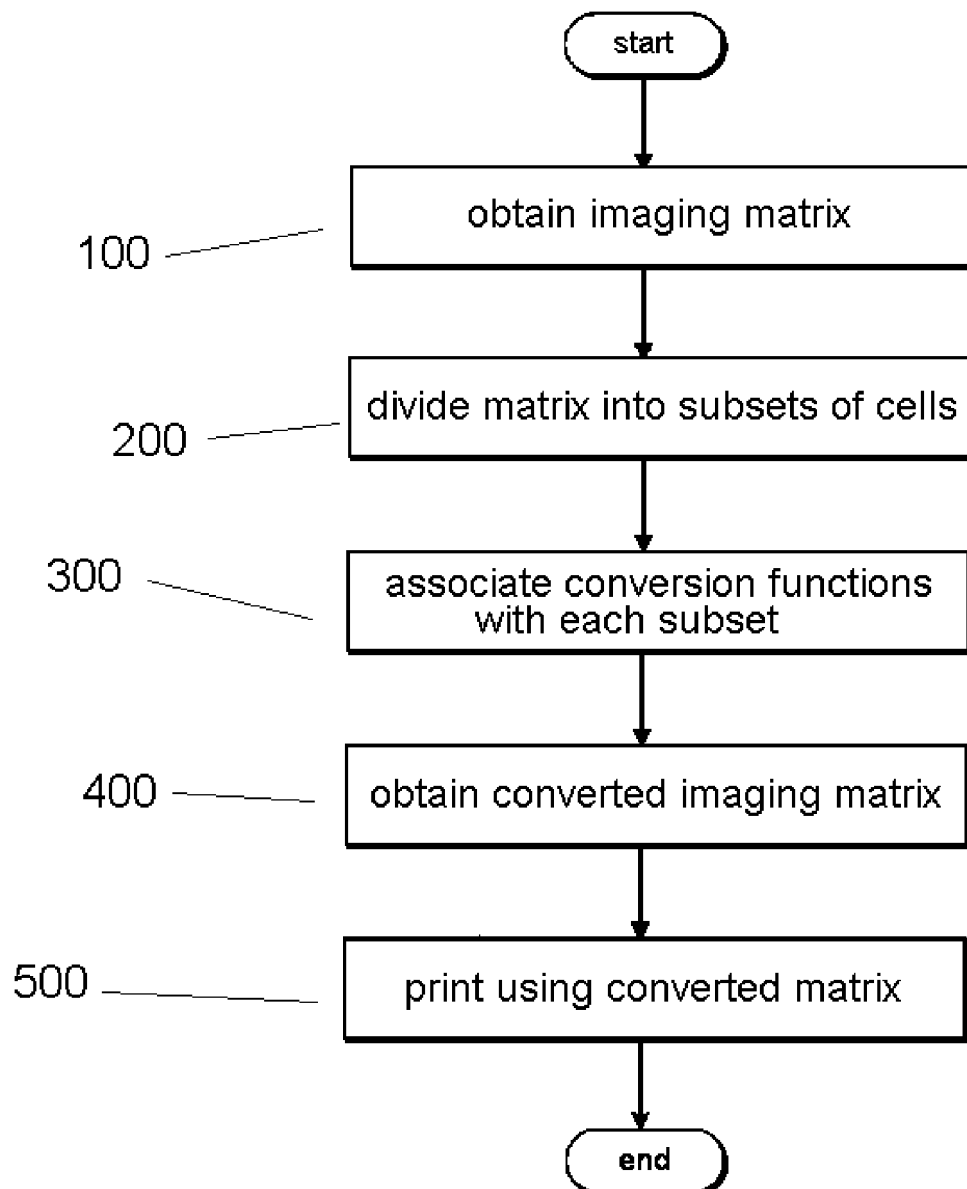 start
obtain imaging matrix
100
divide matrix into subsets of cells
200
associate conversion functions
with each subset
300
obtain converted imaging matrix
400
print using converted matrix
500
end